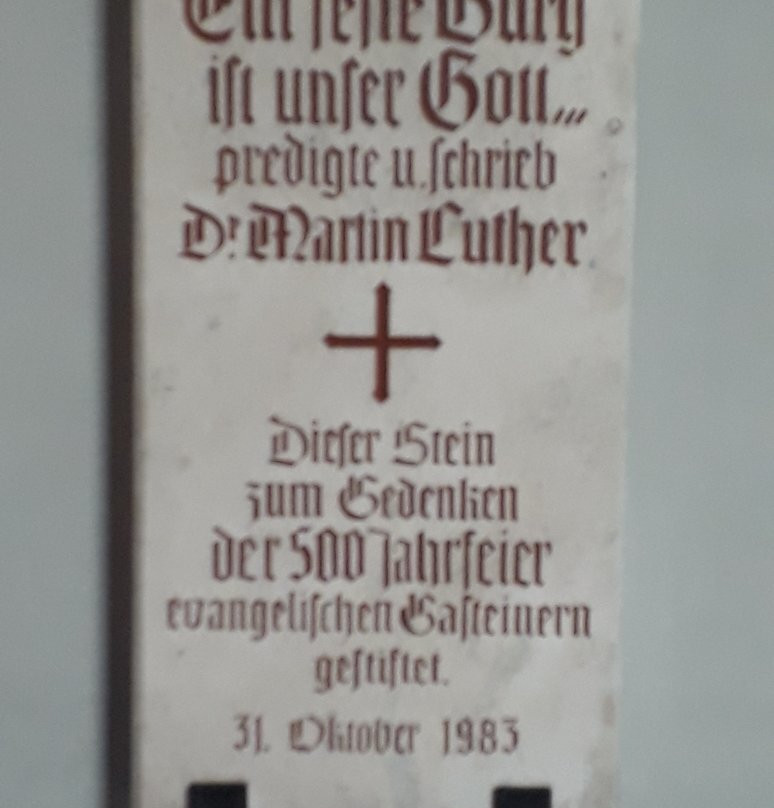 Ein feste Burg
ist unser Gott...
predigte u. schrieb
Dr. Martin Luther.
Dieser Stein
zum Gedenken
der 500 Jahrfeier
evangelischen Gasteinern
gestiftet.
31. Oktober 1983